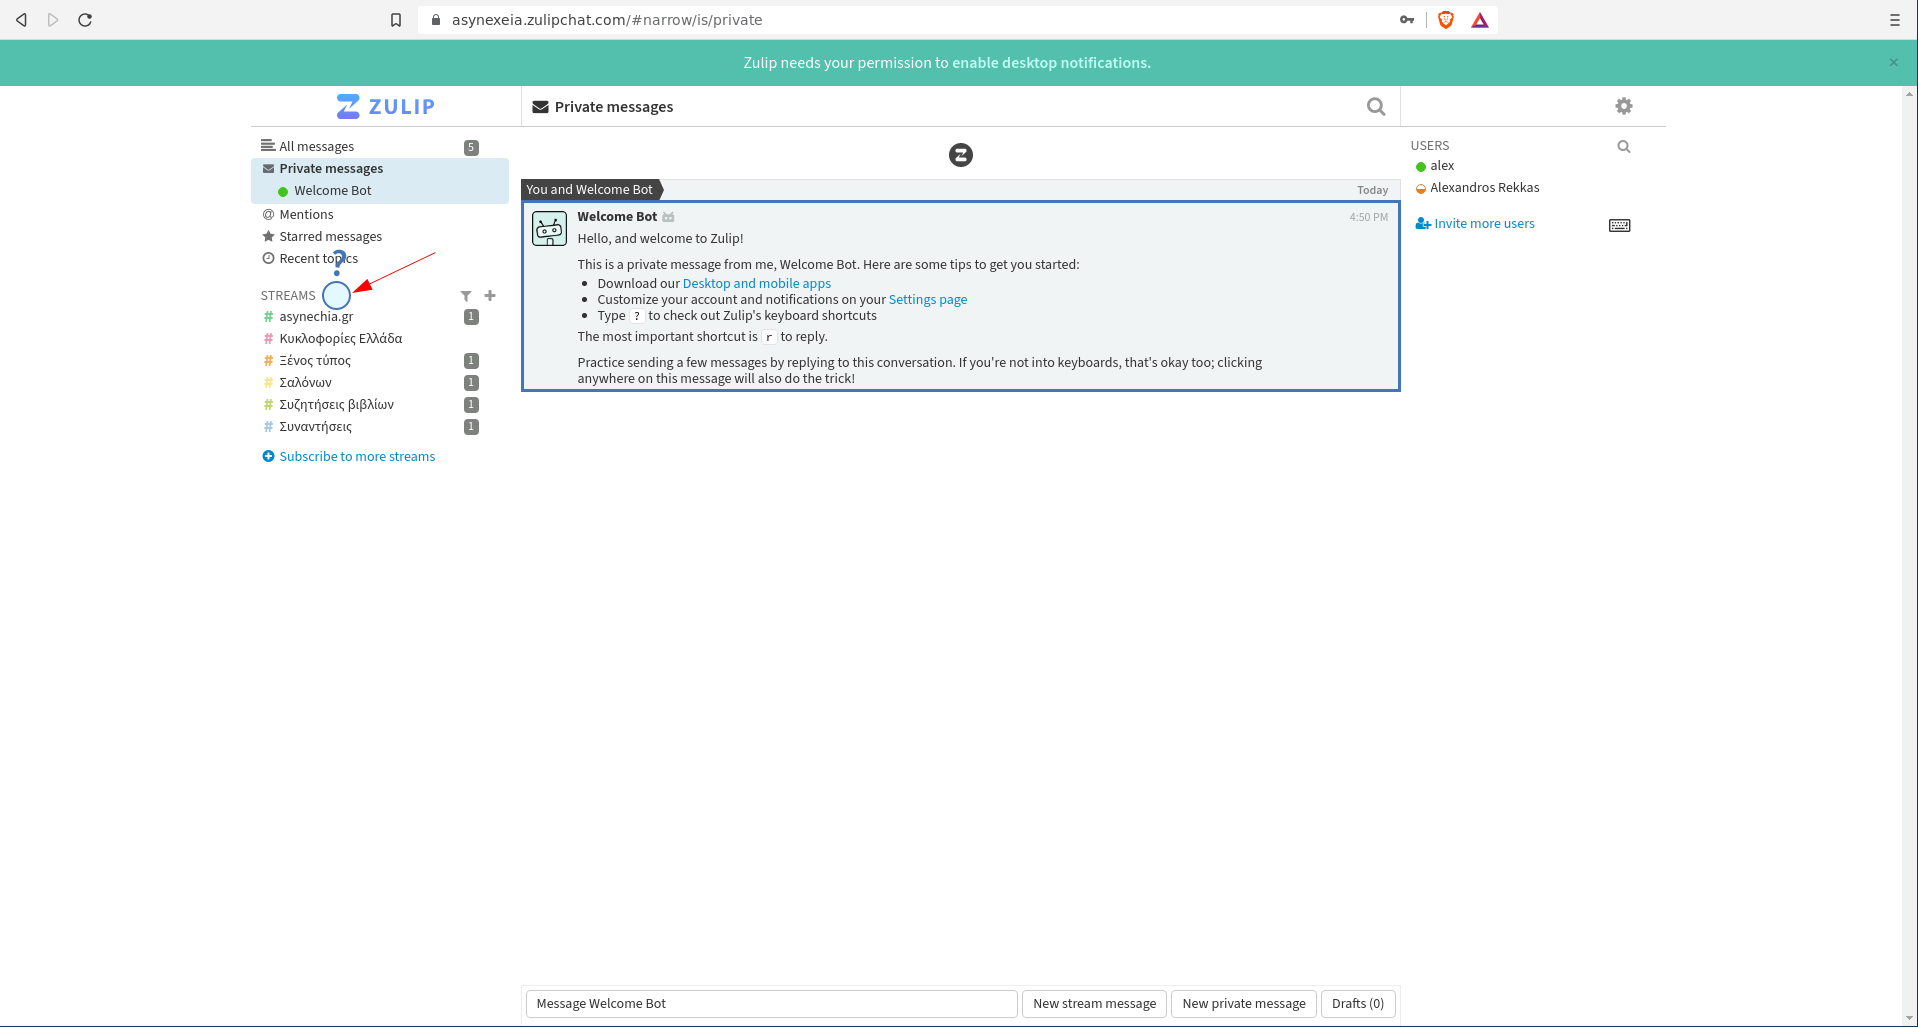 asynexeia.zulipchat.com/#narrow/is/private
Zulip needs your permission to enable desktop notifications.
ZULIP
All messages 5
Private messages
Welcome Bot
Mentions
Starred messages
Recent topics
?
STREAMS
# asynechia.gr 1
# Κυκλοφορίες Ελλάδα
# Ξένος τύπος 1
# Σαλόνων 1
# Συζητήσεις βιβλίων 1
# Συναντήσεις 1
Subscribe to more streams
Private messages
You and Welcome Bot Today
Welcome Bot 4:50 PM
Hello, and welcome to Zulip!
This is a private message from me, Welcome Bot. Here are some tips to get you started:
• Download our Desktop and mobile apps
• Customize your account and notifications on your Settings page
• Type ? to check out Zulip's keyboard shortcuts
The most important shortcut is r to reply.
Practice sending a few messages by replying to this conversation. If you're not into keyboards, that's okay too; clicking
anywhere on this message will also do the trick!
Message Welcome Bot
New stream message
New private message
Drafts (0)
USERS
alex
Alexandros Rekkas
Invite more users